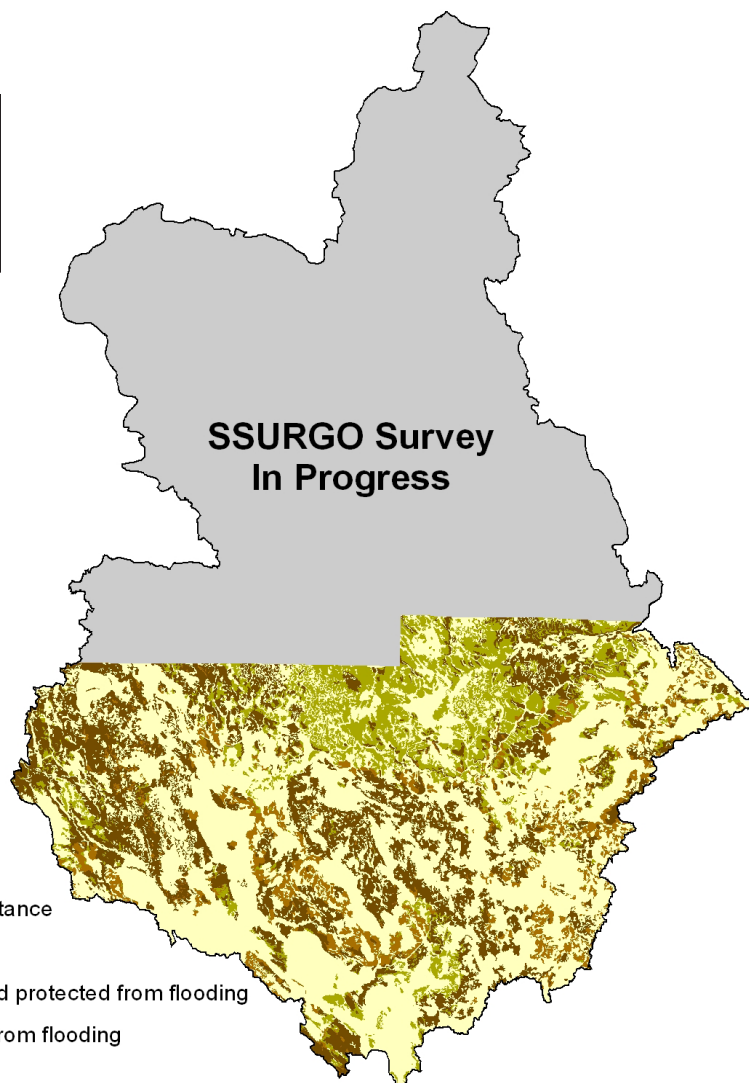 SSURGO Survey
In Progress
tance
d protected from flooding
rom flooding